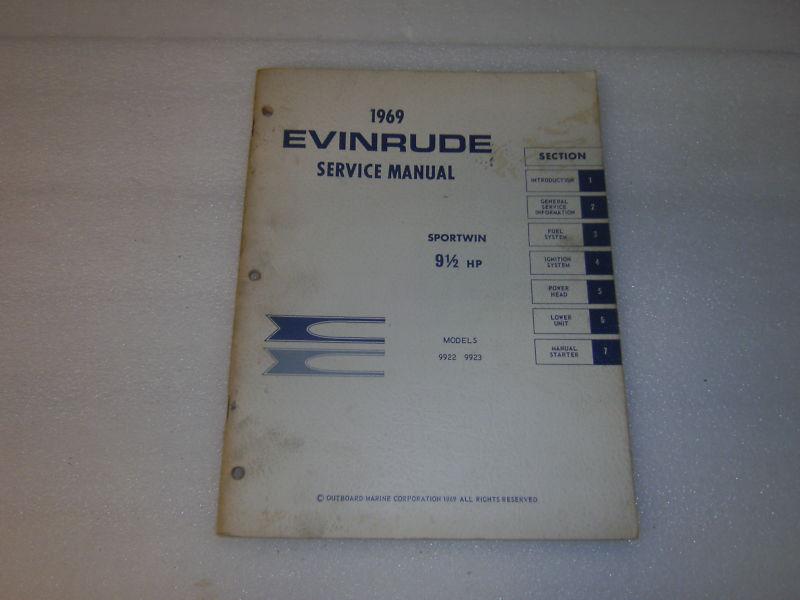 1969
EVINRUDE
SERVICE MANUAL
SPORTWIN
9½ HP
MODELS
9922 9923
SECTION
INTRODUCTION 1
GENERAL
SERVICE
INFORMATION 2
FUEL
SYSTEM 3
IGNITION
SYSTEM 4
POWER
HEAD 5
LOWER
UNIT 6
MANUAL
STARTER 7
© OUTBOARD MARINE CORPORATION 1969 ALL RIGHTS RESERVED